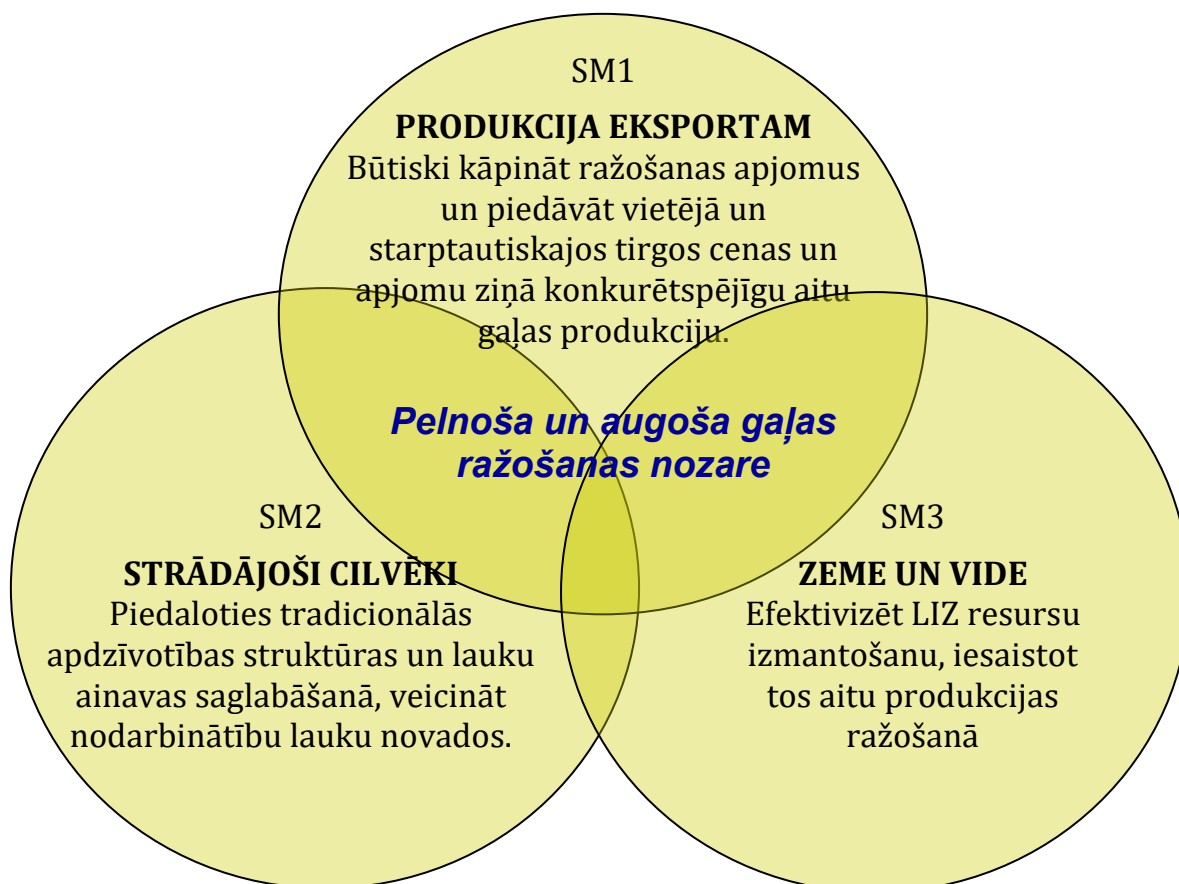 SM1
PRODUKCIJA EKSPORTAM
Būtiski kāpināt ražošanas apjomus
un piedāvāt vietējā un
starptautiskajos tirgos cenas un
apjomu ziņā konkurētspējīgu aitu
gaļas produkciju.
Pelnoša un augoša gaļas
ražošanas nozare
SM2
STRĀDĀJOŠI CILVĒKI
Piedaloties tradicionālās
apdzīvotības struktūras un lauku
ainavas saglabāšanā, veicināt
nodarbinātību lauku novados.
SM3
ZEME UN VIDE
Efektivizēt LIZ resursu
izmantošanu, iesaistot
tos aitu produkcijas
ražošanā